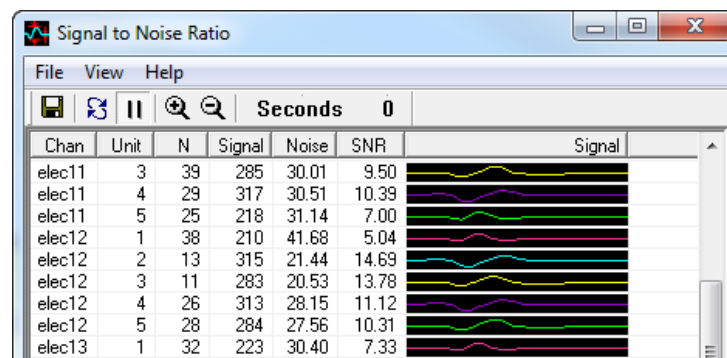 Signal to Noise Ratio
File View Help
Seconds 0
Chan Unit N Signal Noise SNR Signal
elec11 3 39 285 30.01 9.50
elec11 4 29 317 30.51 10.39
elec11 5 25 218 31.14 7.00
elec12 1 38 210 41.68 5.04
elec12 2 13 315 21.44 14.69
elec12 3 11 283 20.53 13.78
elec12 4 26 313 28.15 11.12
elec12 5 28 284 27.56 10.31
elec13 1 32 223 30.40 7.33